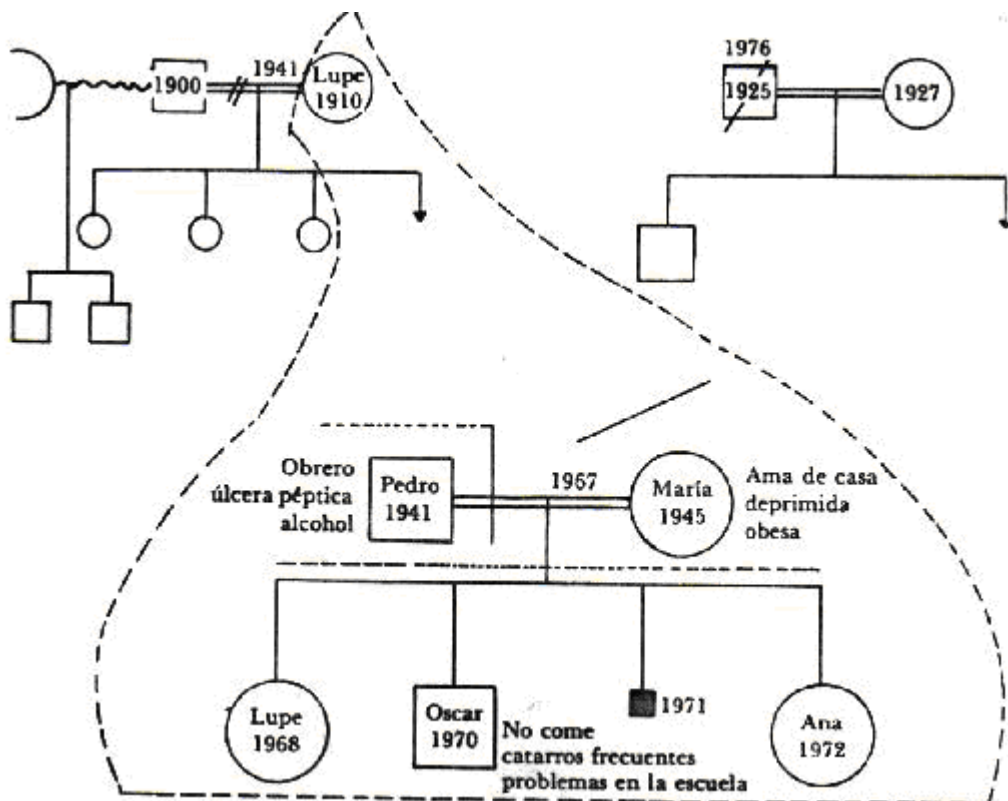 1941
1900
Lupe
1910
1976
1925
1927
Obrero
úlcera péptica
alcohol
Pedro
1941
1967
María
1945
Ama de casa
deprimida
obesa
Lupe
1968
Oscar
1970
No come
catarros frecuentes
problemas en la escuela
1971
Ana
1972